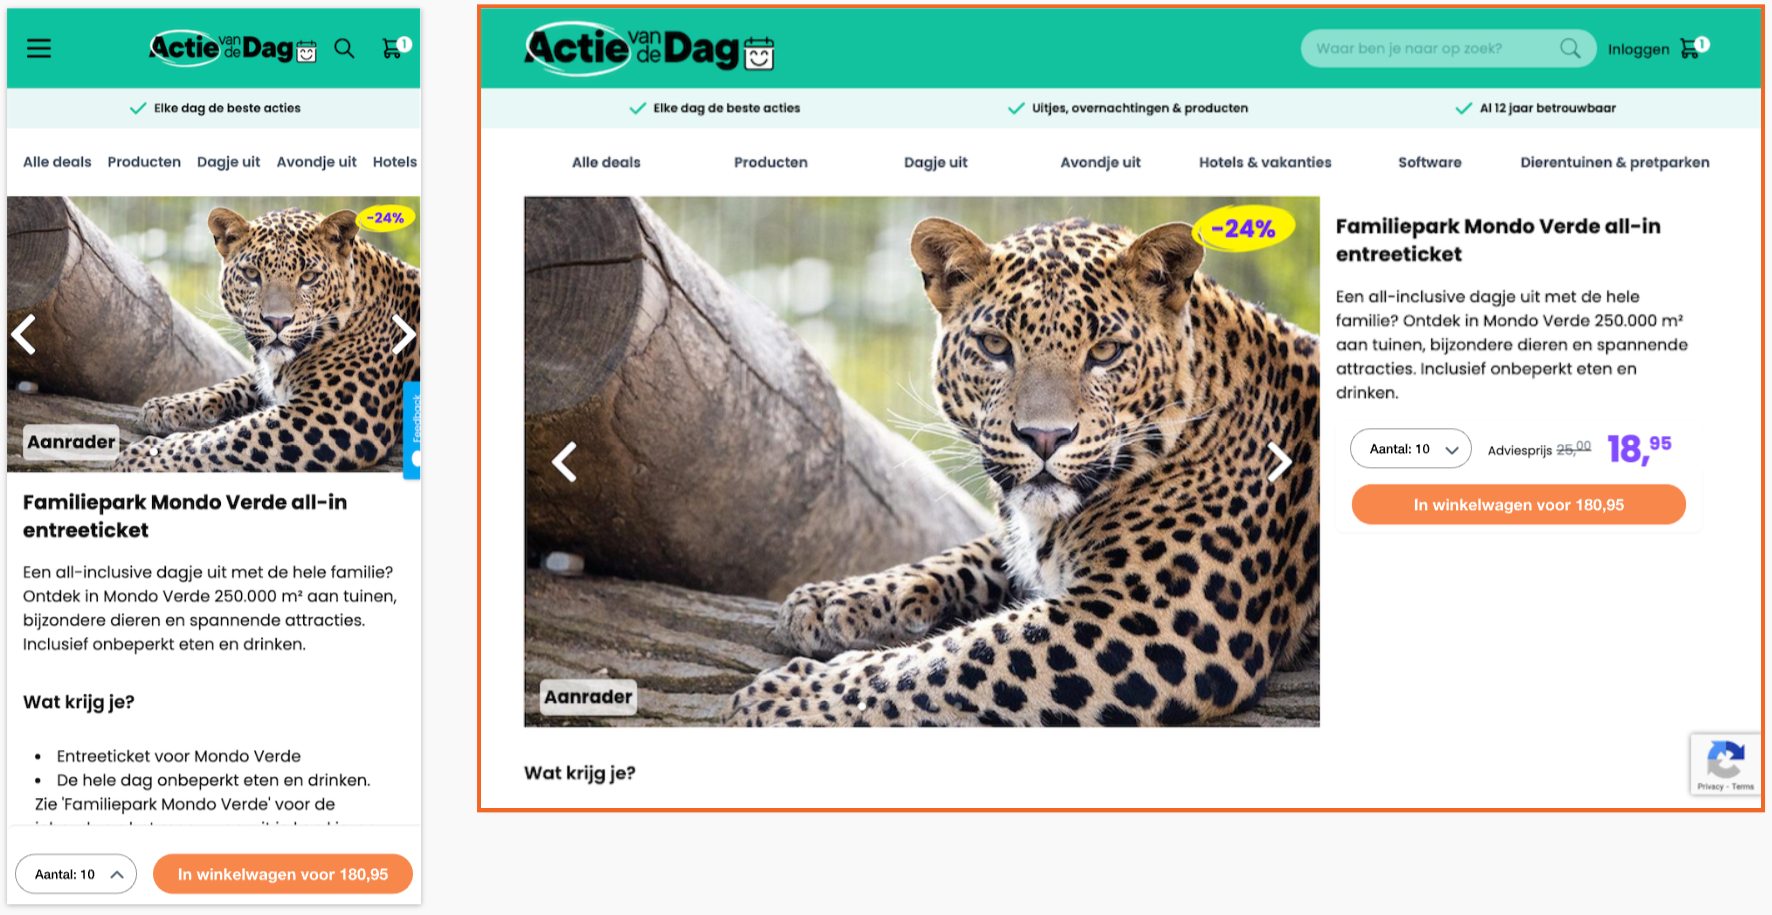 Actie van de Dag
1
Elke dag de beste acties
Alle deals Producten Dagje uit Avondje uit Hotels
-24%
Feedback
Aanrader
Familiepark Mondo Verde all-in
entreeticket
Een all-inclusive dagje uit met de hele familie?
Ontdek in Mondo Verde 250.000 m² aan tuinen,
bijzondere dieren en spannende attracties.
Inclusief onbeperkt eten en drinken.
Wat krijg je?
• Entreeticket voor Mondo Verde
• De hele dag onbeperkt eten en drinken.
Zie 'Familiepark Mondo Verde' voor de
Aantal: 10
In winkelwagen voor 180,95
Actie van de Dag
Waar ben je naar op zoek?
Inloggen
1
Elke dag de beste acties
Uitjes, overnachtingen & producten
Al 12 jaar betrouwbaar
Alle deals Producten Dagje uit Avondje uit Hotels & vakanties Software Dierentuinen & pretparken
-24%
Aanrader
Familiepark Mondo Verde all-in
entreeticket
Een all-inclusive dagje uit met de hele
familie? Ontdek in Mondo Verde 250.000 m²
aan tuinen, bijzondere dieren en spannende
attracties. Inclusief onbeperkt eten en
drinken.
Aantal: 10
Adviesprijs 25,00 18,95
In winkelwagen voor 180,95
Wat krijg je?
Privacy - Terms